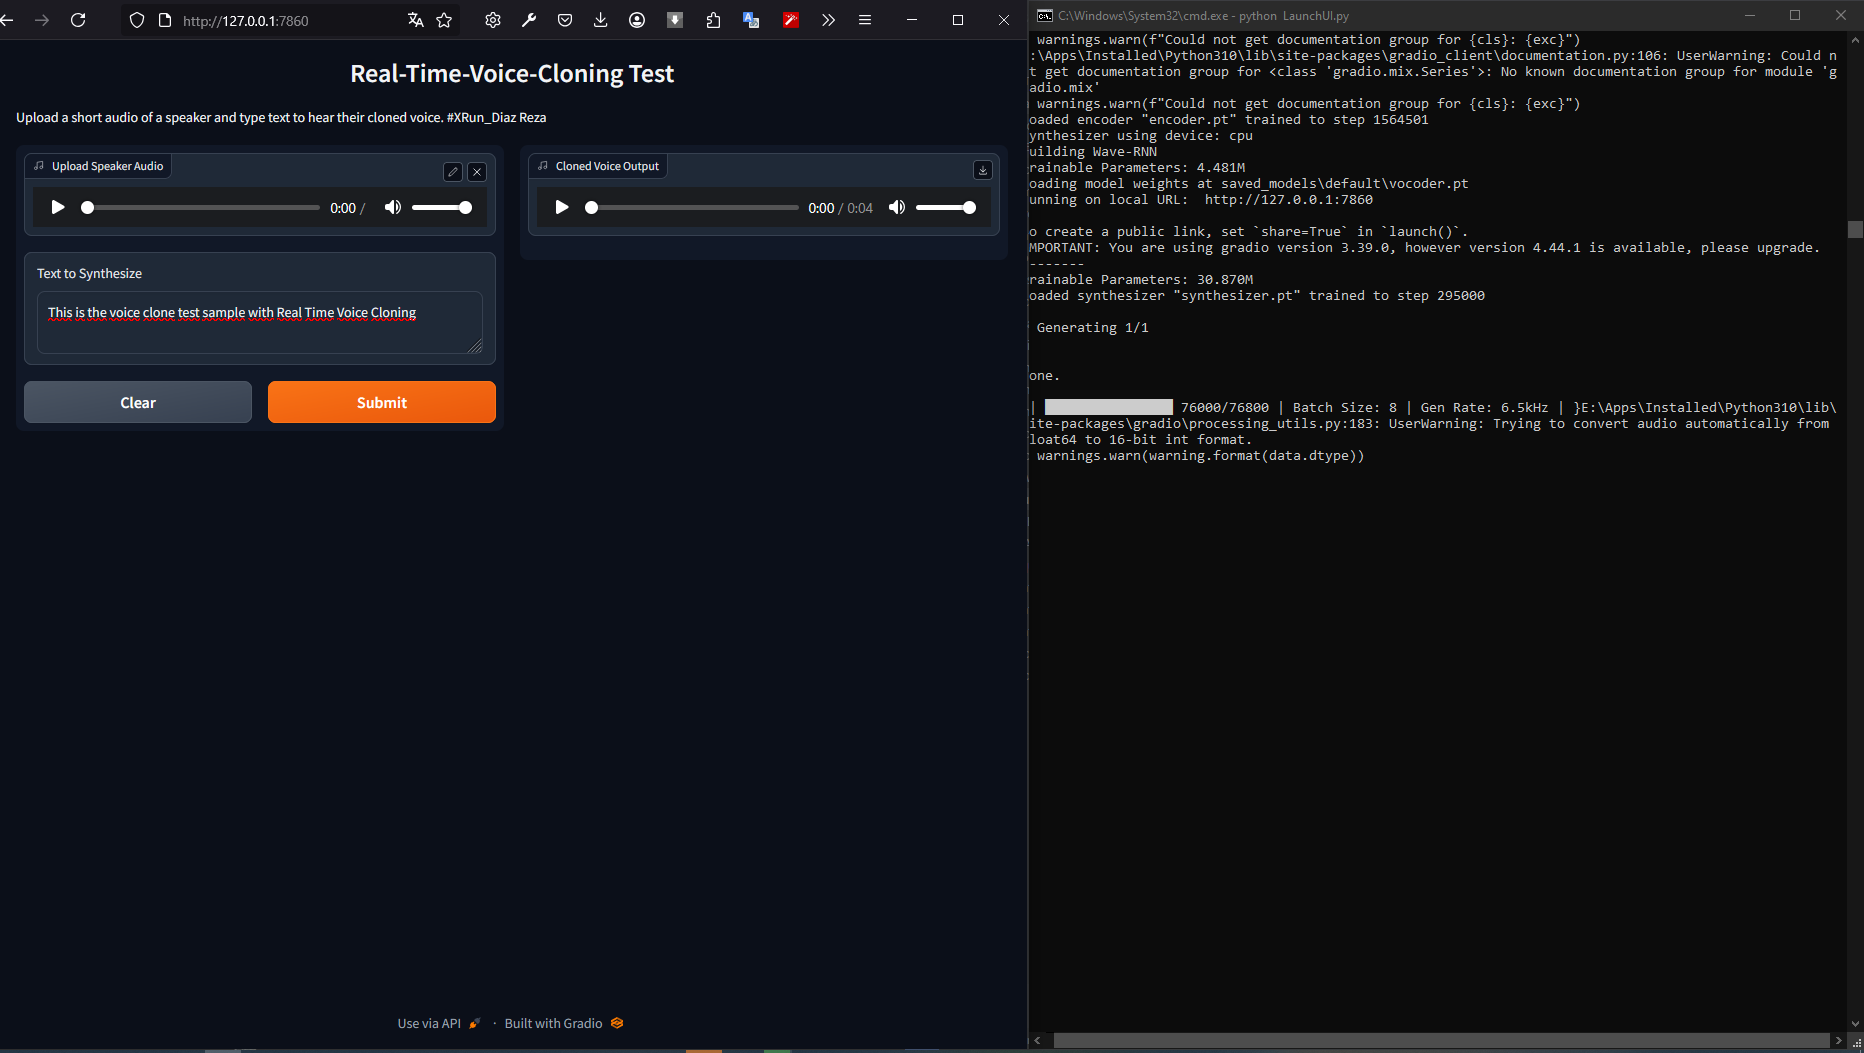 http://127.0.0.1:7860
Real-Time-Voice-Cloning Test
Upload a short audio of a speaker and type text to hear their cloned voice. #XRun_Diaz Reza
Upload Speaker Audio
0:00 /
Cloned Voice Output
0:00 / 0:04
Text to Synthesize
This is the voice clone test sample with Real Time Voice Cloning
Clear
Submit
Use via API · Built with Gradio
C:\Windows\System32\cmd.exe - python LaunchUI.py
warnings.warn(f"Could not get documentation group for {cls}: {exc}")
:\Apps\Installed\Python310\lib\site-packages\gradio_client\documentation.py:106: UserWarning: Could n
t get documentation group for <class 'gradio.mix.Series'>: No known documentation group for module 'g
adio.mix'
warnings.warn(f"Could not get documentation group for {cls}: {exc}")
oaded encoder "encoder.pt" trained to step 1564501
ynthesizer using device: cpu
uilding Wave-RNN
rainable Parameters: 4.481M
oading model weights at saved_models\default\vocoder.pt
unning on local URL:  http://127.0.0.1:7860
o create a public link, set `share=True` in `launch()`.
MPORTANT: You are using gradio version 3.39.0, however version 4.44.1 is available, please upgrade.
-------
rainable Parameters: 30.870M
oaded synthesizer "synthesizer.pt" trained to step 295000
Generating 1/1
one.
| 76000/76800 | Batch Size: 8 | Gen Rate: 6.5kHz | }E:\Apps\Installed\Python310\lib\
ite-packages\gradio\processing_utils.py:183: UserWarning: Trying to convert audio automatically from
loat64 to 16-bit int format.
warnings.warn(warning.format(data.dtype))